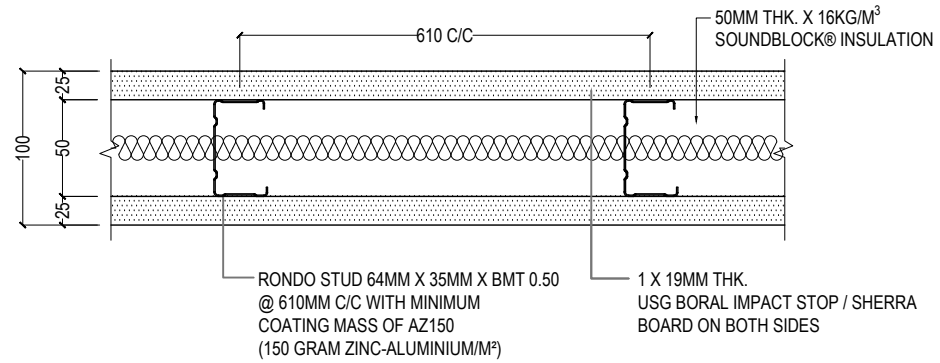 50MM THK. X 16KG/M³
SOUNDBLOCK® INSULATION
610 C/C
25
100
50
25
RONDO STUD 64MM X 35MM X BMT 0.50
@ 610MM C/C WITH MINIMUM
COATING MASS OF AZ150
(150 GRAM ZINC-ALUMINIUM/M²)
1 X 19MM THK.
USG BORAL IMPACT STOP / SHERRA
BOARD ON BOTH SIDES